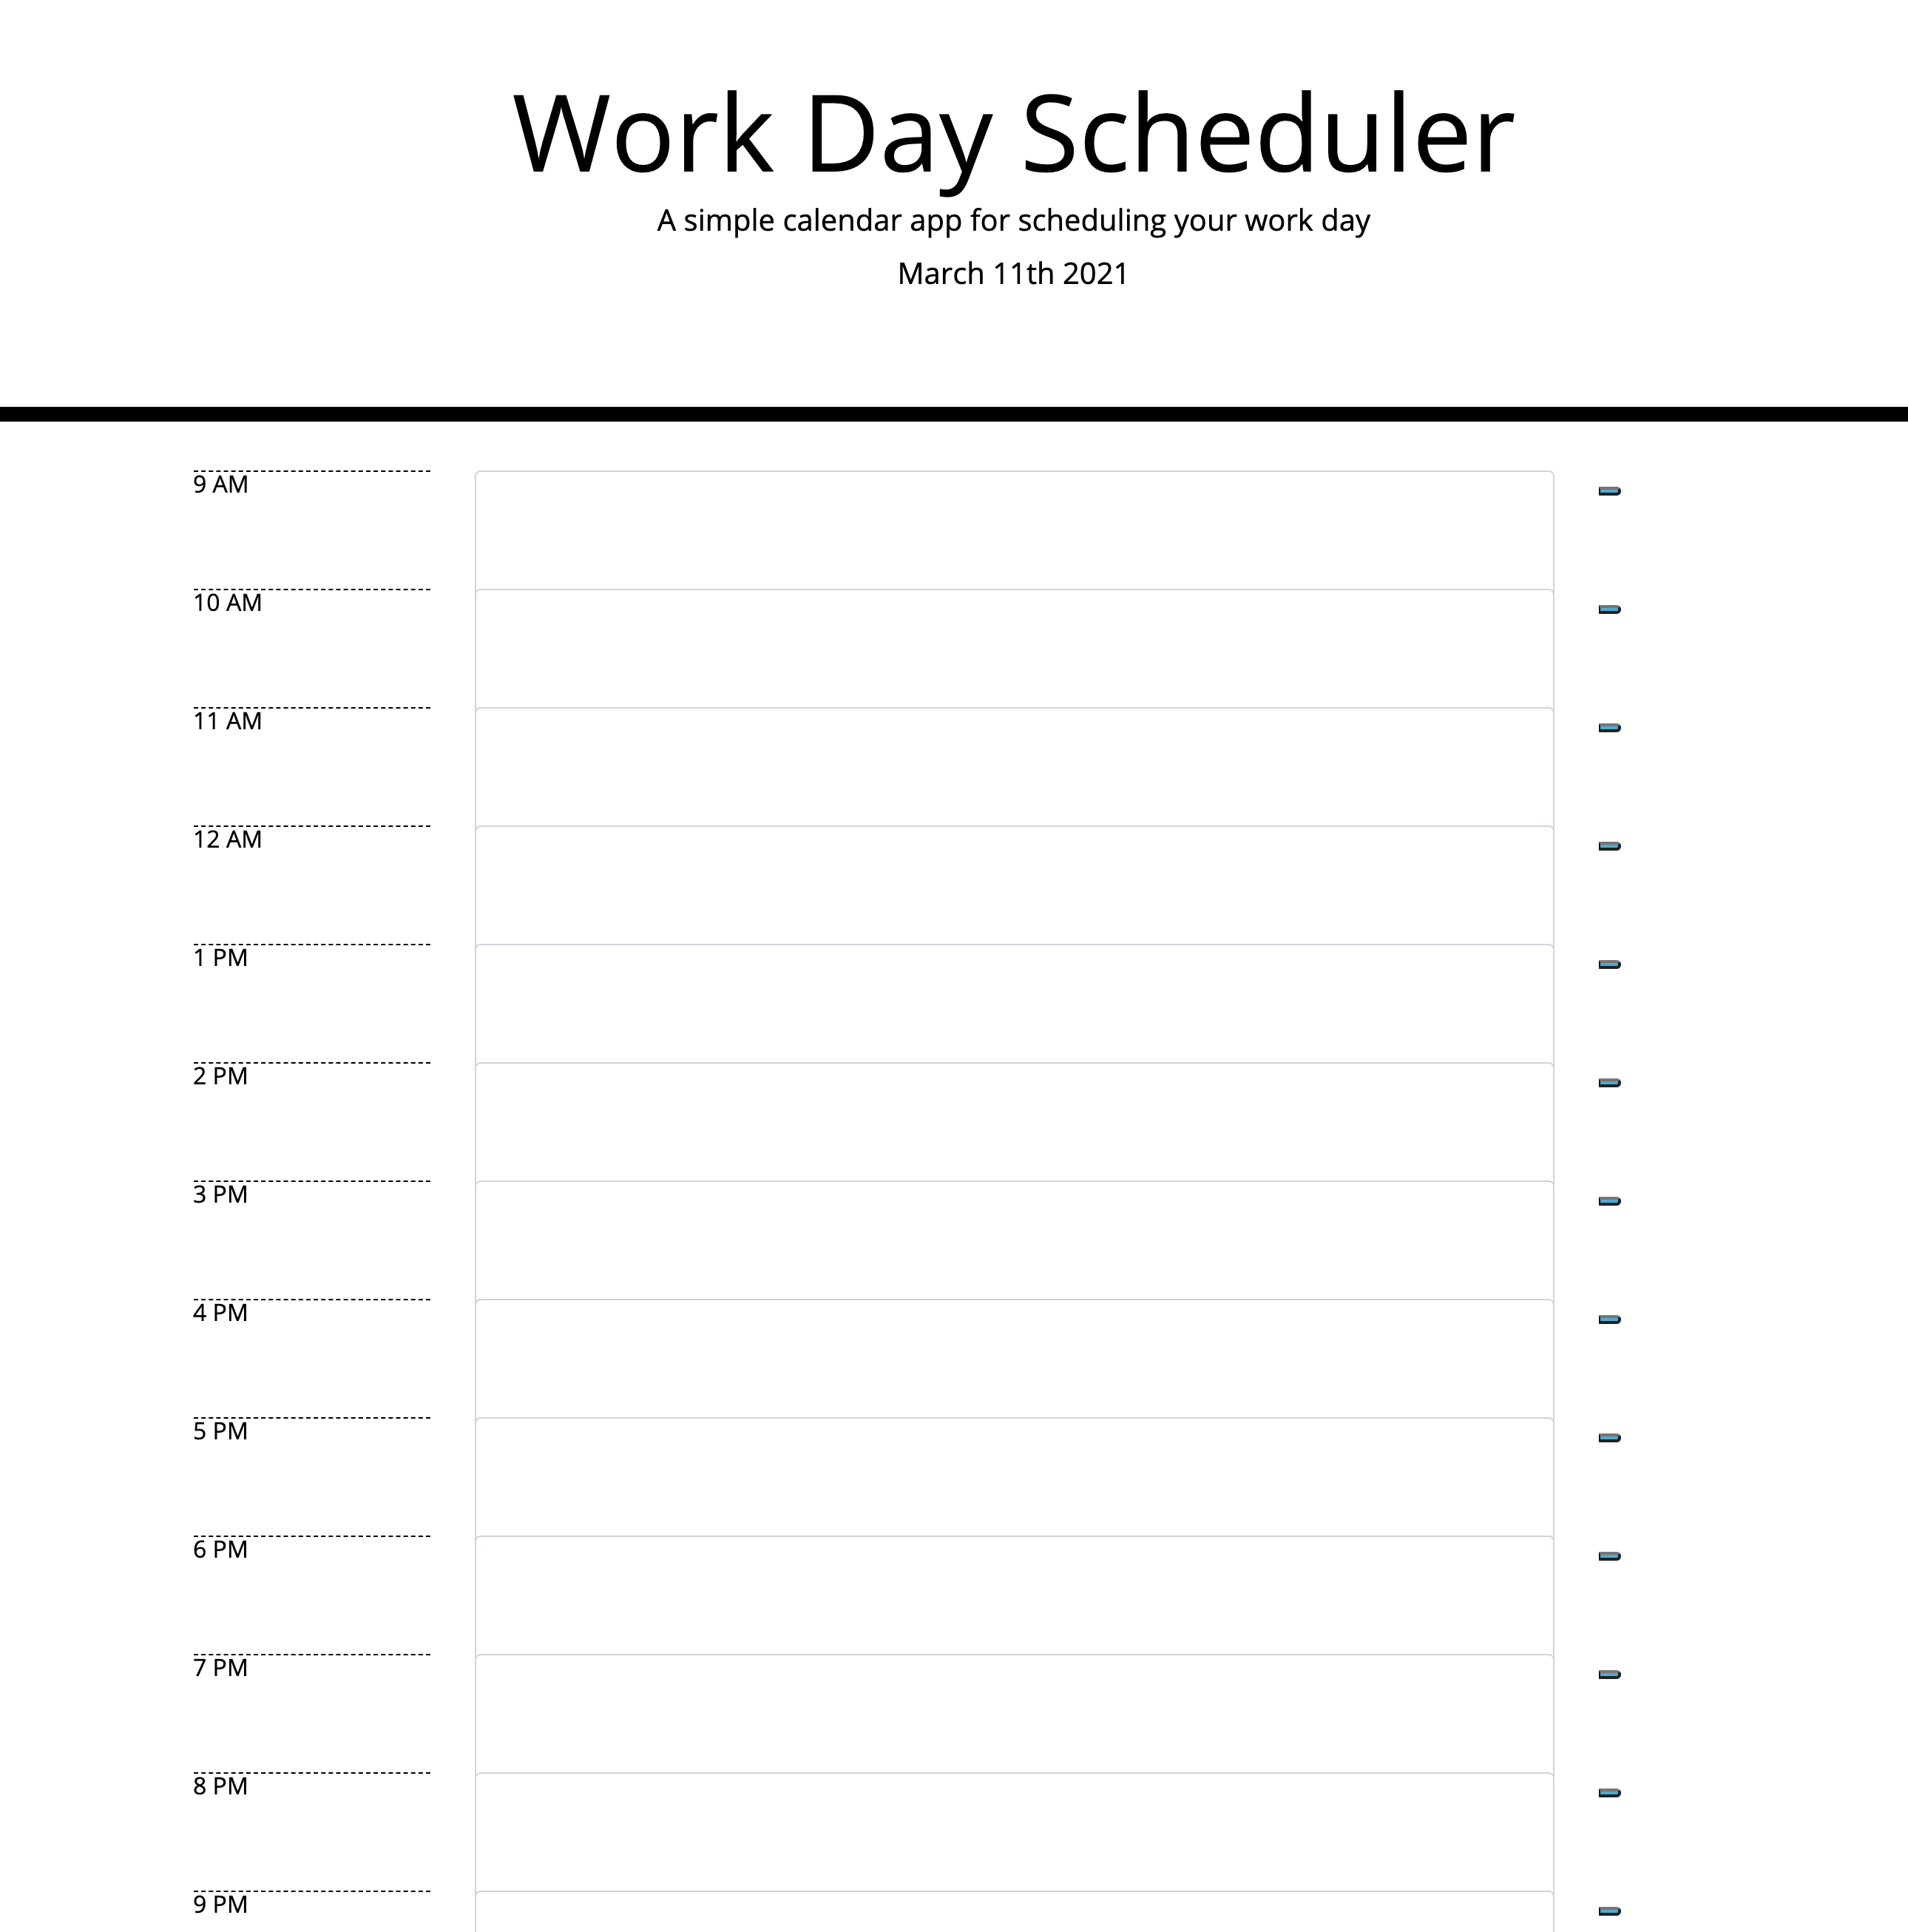 Work Day Scheduler
A simple calendar app for scheduling your work day
March 11th 2021
9 AM
10 AM
11 AM
12 AM
1 PM
2 PM
3 PM
4 PM
5 PM
6 PM
7 PM
8 PM
9 PM